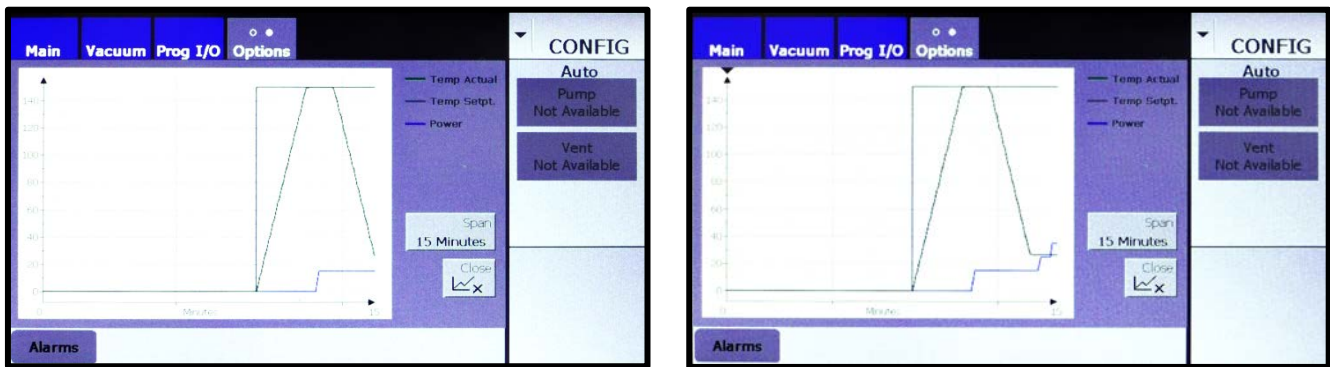 Main Vacuum Prog I/O Options
CONFIG
Auto
Pump
Not Available
Vent
Not Available
Temp Actual
Temp Setpt.
Power
140
120
100
80
60
40
20
0
0 Minutes 15
Span
15 Minutes
Close
Alarms
Main Vacuum Prog I/O Options
CONFIG
Auto
Pump
Not Available
Vent
Not Available
Temp Actual
Temp Setpt.
Power
140
120
100
80
60
40
20
0
0 Minutes 15
Span
15 Minutes
Close
Alarms